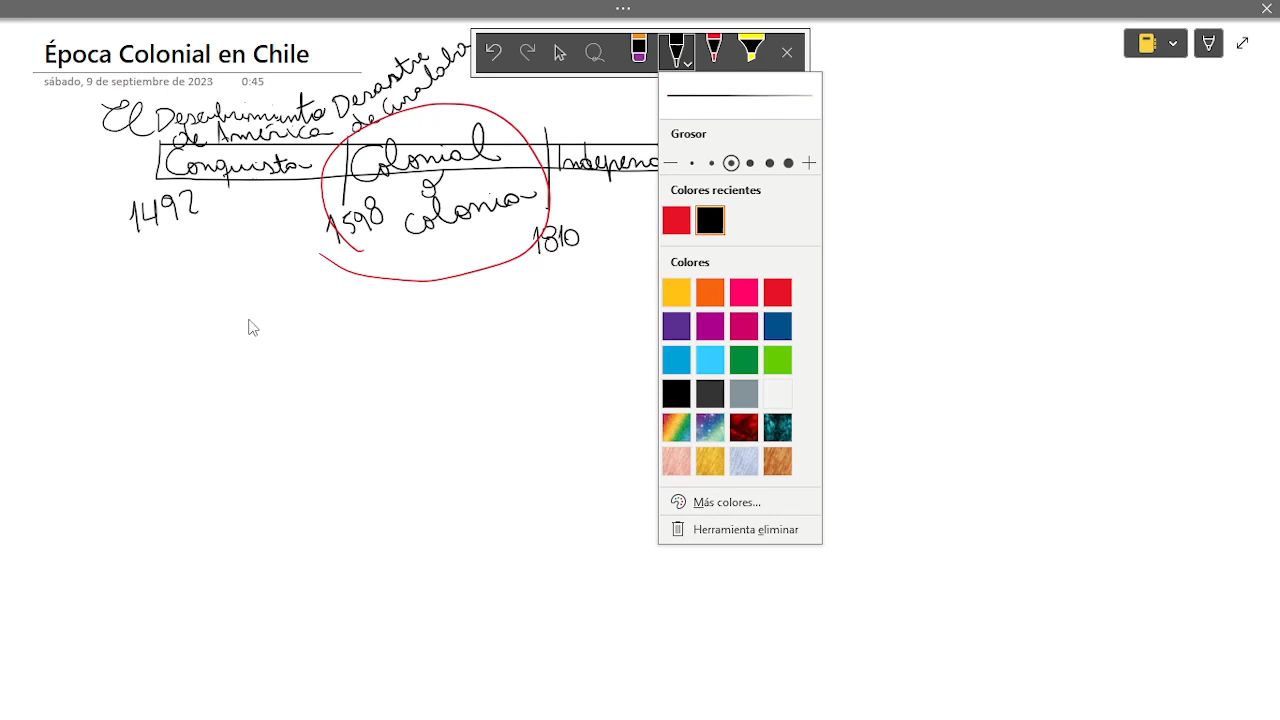 Época Colonial en Chile
sábado, 9 de septiembre de 2023 0:45
El Descubrimiento
de América
Desastre
de Curalaba
Conquista Colonial Independ
o
colonia
1492 1598 1810
Grosor
Colores recientes
Colores
Más colores...
Herramienta eliminar